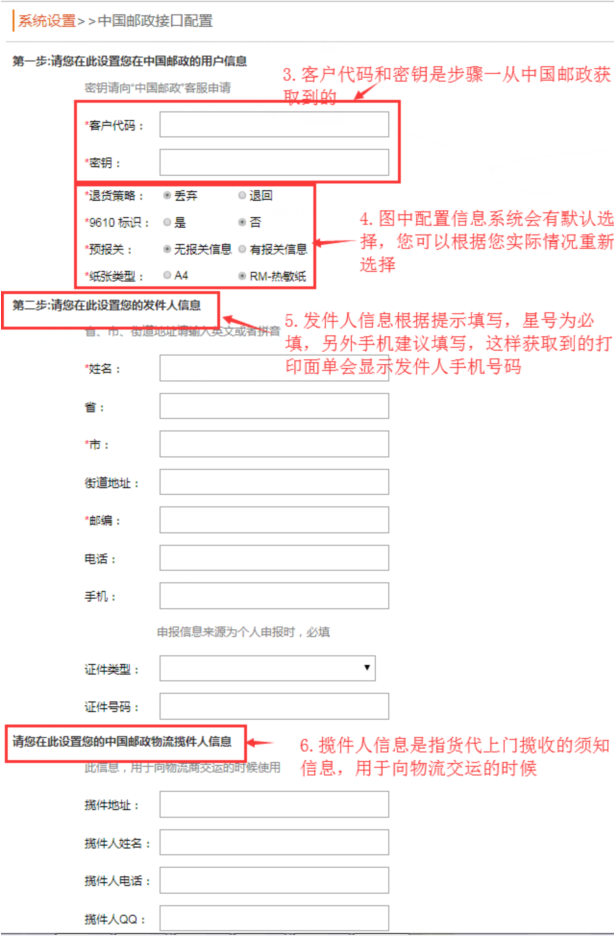 系统设置>>中国邮政接口配置
第一步:请您在此设置您在中国邮政的用户信息
3.客户代码和密钥是步骤一从中国邮政获
取到的
密钥请向“中国邮政”客服申请
*客户代码：
*密钥：
*退货策略： 丢弃 退回
*9610 标识： 是 否
*预报关： 无报关信息 有报关信息
*纸张类型： A4 RM-热敏纸
4.图中配置信息系统会有默认选
择，您可以根据您实际情况重新
选择
第二步:请您在此设置您的发件人信息
省、市、街道地址请输入英文或者拼音
5.发件人信息根据提示填写，星号为必
填，另外手机建议填写，这样获取到的打
印面单会显示发件人手机号码
*姓名：
省：
*市：
街道地址：
*邮编：
电话：
手机：
申报信息来源为个人申报时，必填
证件类型：
证件号码：
请您在此设置您的中国邮政物流揽件人信息
6.揽件人信息是指货代上门揽收的须知
信息，用于向物流交运的时候
此信息，用于向物流商交运的时候使用
揽件地址：
揽件人姓名：
揽件人电话：
揽件人QQ：